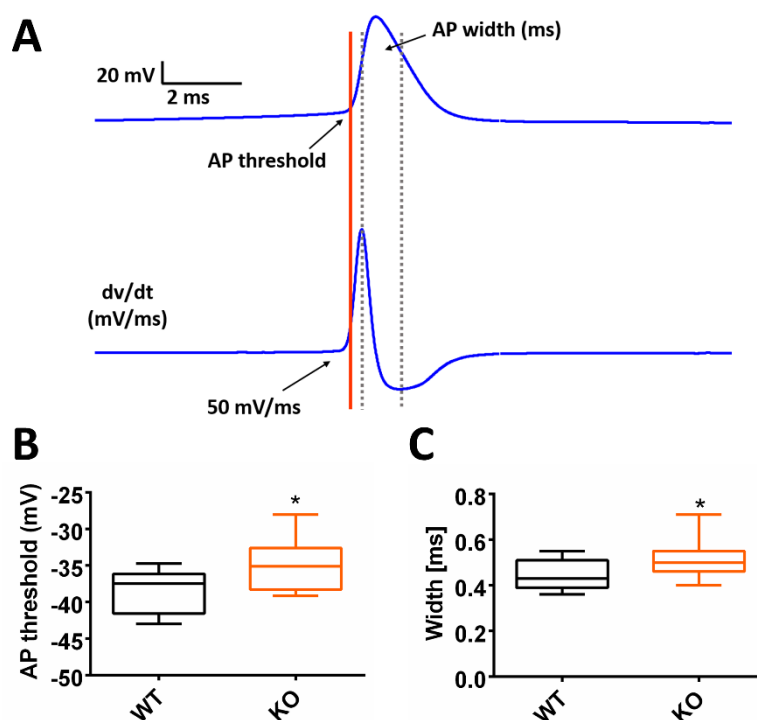 A
AP width (ms)
20 mV
2 ms
AP threshold
dv/dt
(mV/ms)
50 mV/ms
B
AP threshold (mV)
-25
-30
-35
-40
-45
-50
*
WT
KO
C
Width [ms]
0.8
0.6
0.4
0.2
0.0
*
WT
KO